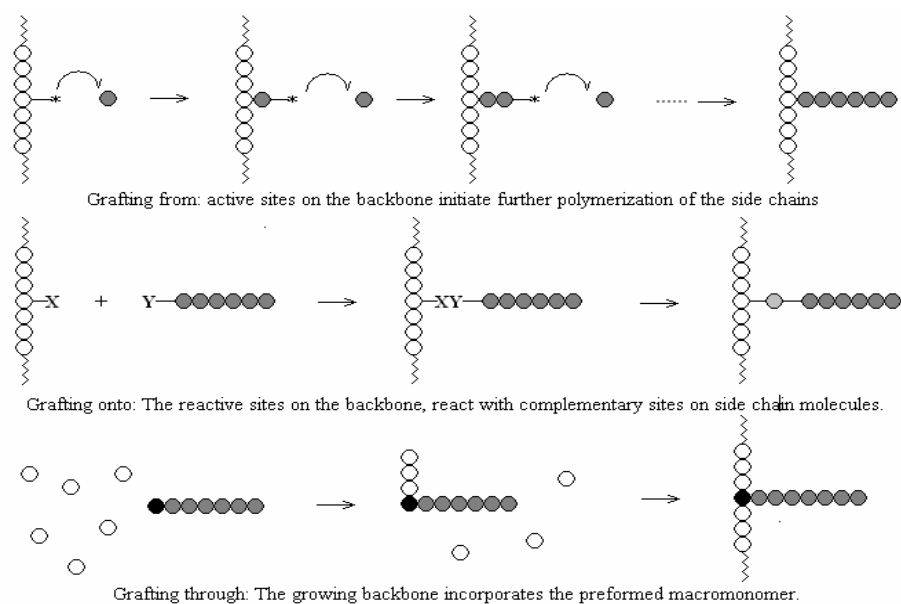 * * *
Grafting from: active sites on the backbone initiate further polymerization of the side chains
X + Y XY
Grafting onto: The reactive sites on the backbone, react with complementary sites on side chain molecules.
Grafting through: The growing backbone incorporates the preformed macromonomer.